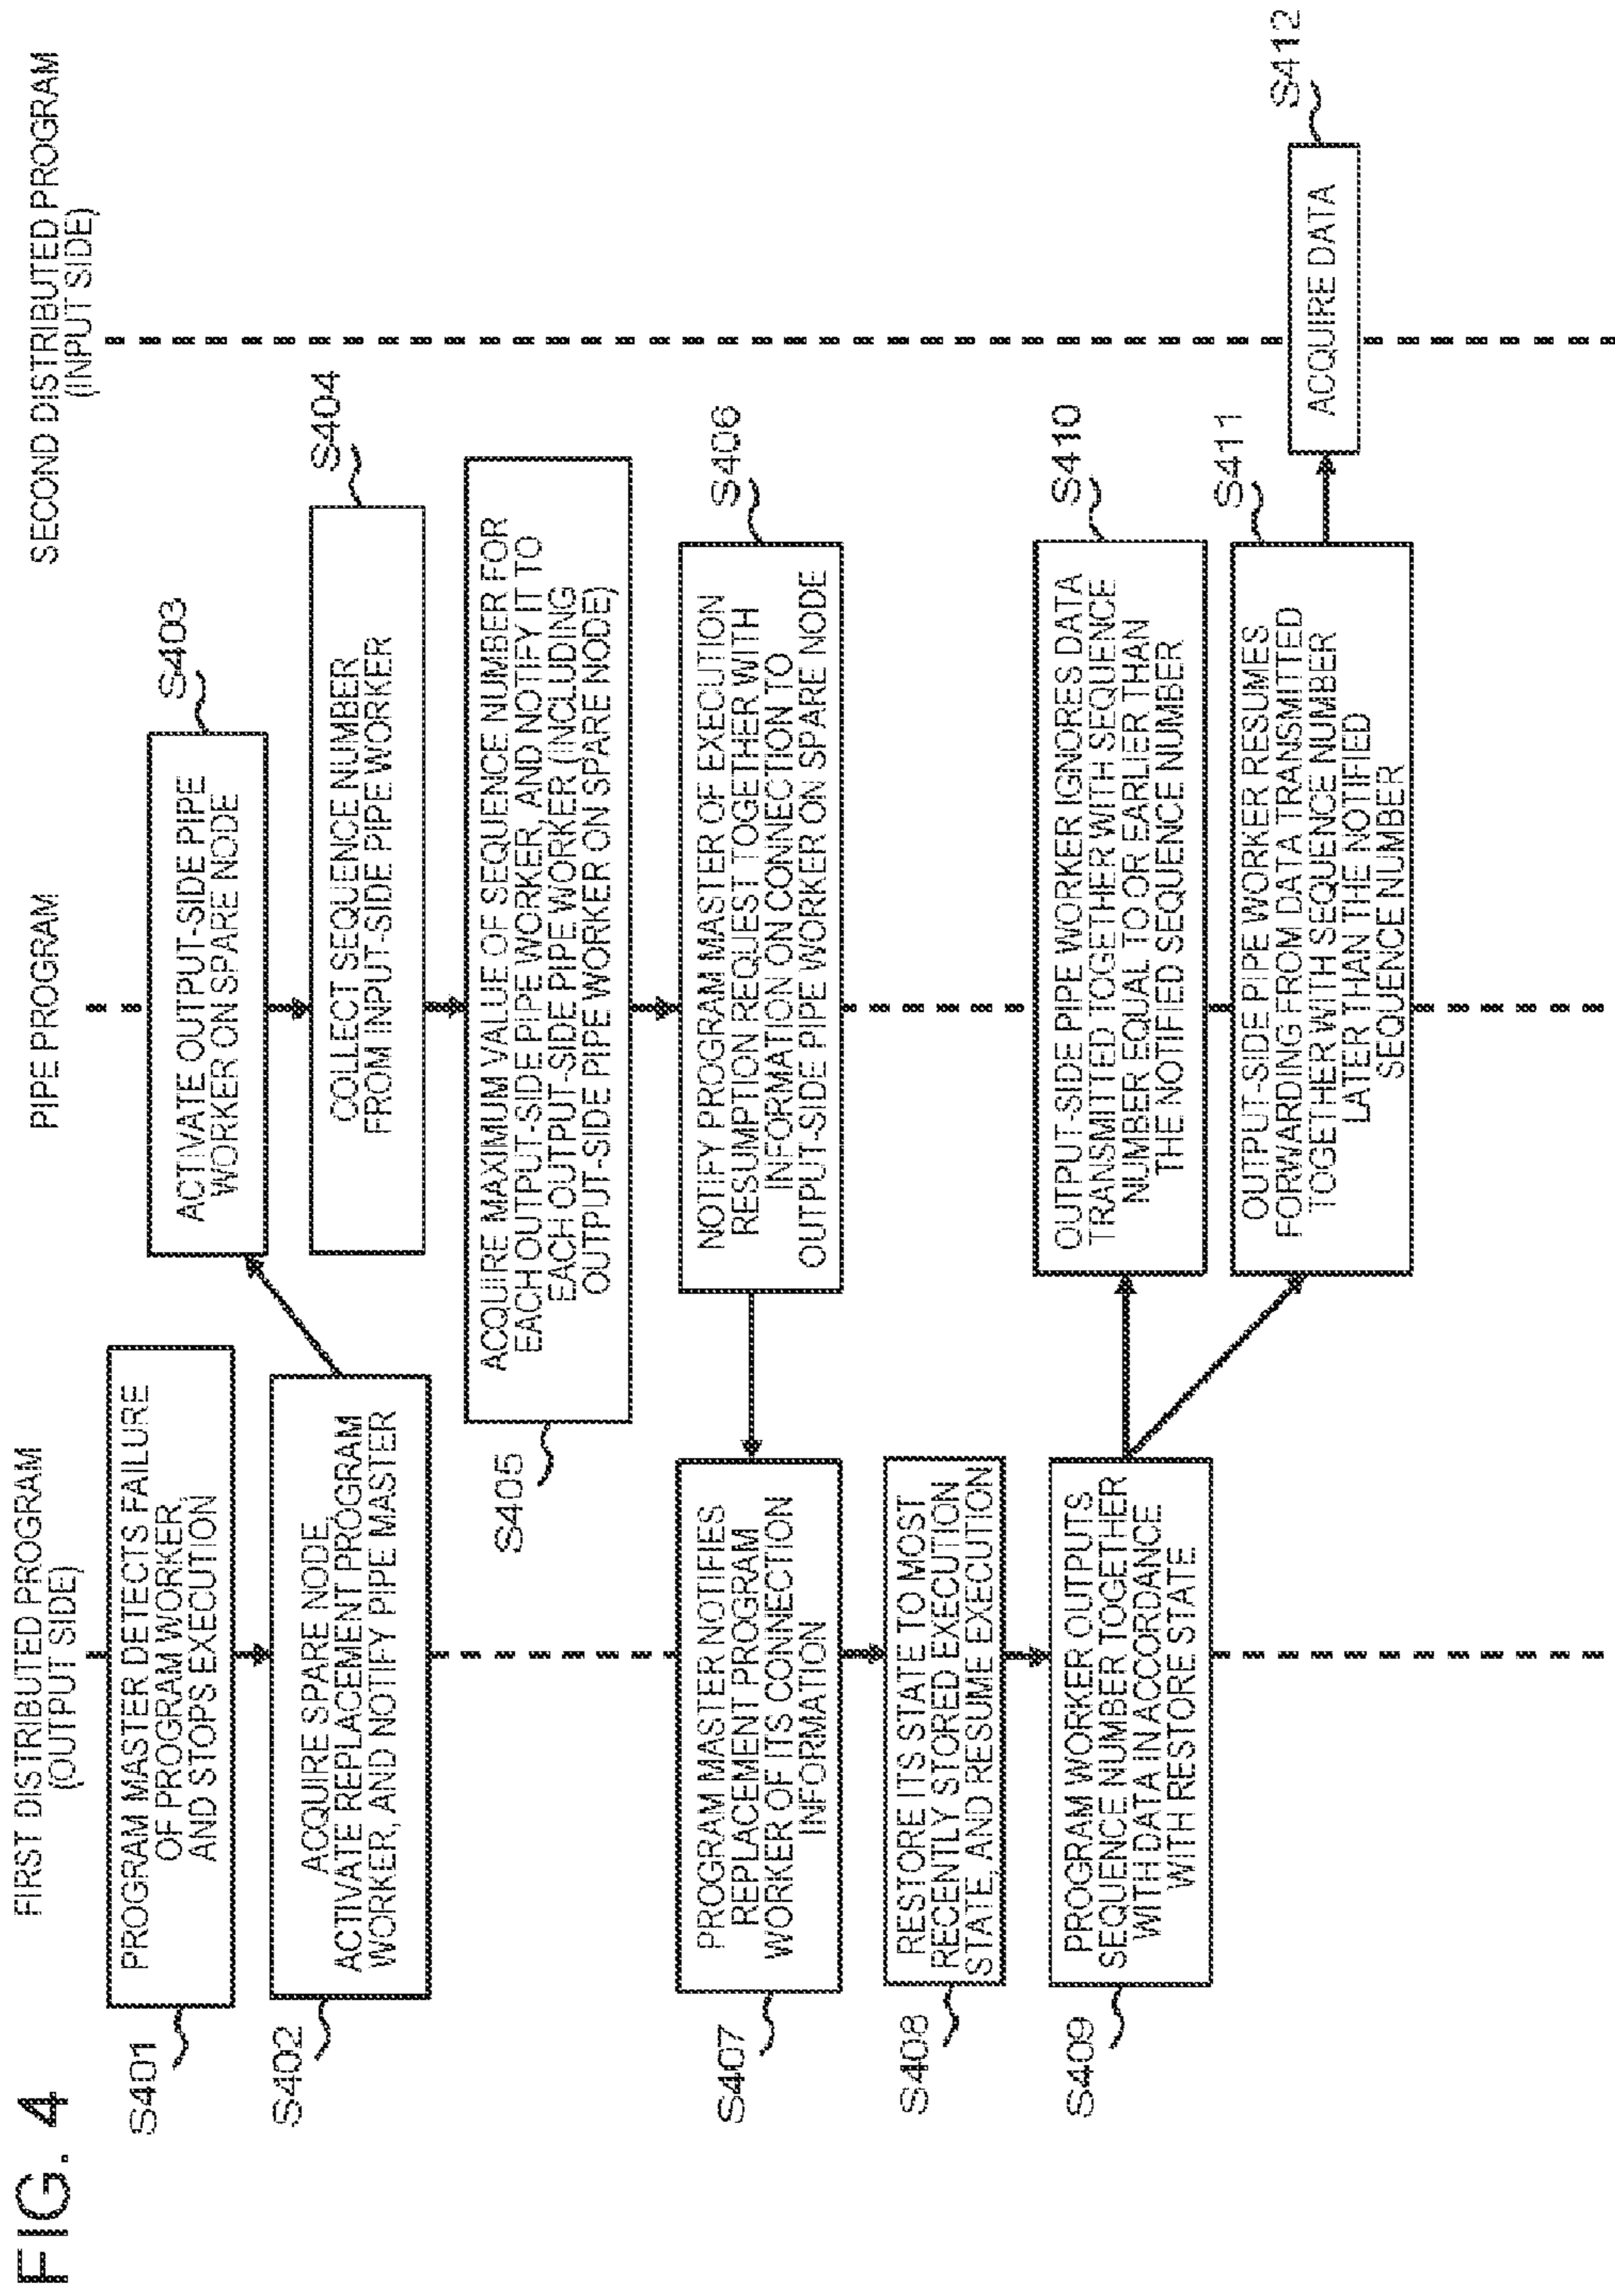 FIG. 4
FIRST DISTRIBUTED PROGRAM
(OUTPUT SIDE)
PIPE PROGRAM
SECOND DISTRIBUTED PROGRAM
(INPUT SIDE)
S401
PROGRAM MASTER DETECTS FAILURE
OF PROGRAM WORKER,
AND STOPS EXECUTION
S402
ACQUIRE SPARE NODE,
ACTIVATE REPLACEMENT PROGRAM
WORKER, AND NOTIFY PIPE MASTER
S403
ACTIVATE OUTPUT-SIDE PIPE
WORKER ON SPARE NODE
S404
COLLECT SEQUENCE NUMBER
FROM INPUT-SIDE PIPE WORKER
S405
ACQUIRE MAXIMUM VALUE OF SEQUENCE NUMBER FOR
EACH OUTPUT-SIDE PIPE WORKER, AND NOTIFY IT TO
EACH OUTPUT-SIDE PIPE WORKER (INCLUDING
OUTPUT-SIDE PIPE WORKER ON SPARE NODE)
S406
NOTIFY PROGRAM MASTER OF EXECUTION
RESUMPTION REQUEST TOGETHER WITH
INFORMATION ON CONNECTION TO
OUTPUT-SIDE PIPE WORKER ON SPARE NODE
S407
PROGRAM MASTER NOTIFIES
REPLACEMENT PROGRAM
WORKER OF ITS CONNECTION
INFORMATION
S408
RESTORE ITS STATE TO MOST
RECENTLY STORED EXECUTION
STATE, AND RESUME EXECUTION
S409
PROGRAM WORKER OUTPUTS
SEQUENCE NUMBER TOGETHER
WITH DATA IN ACCORDANCE
WITH RESTORE STATE
S410
OUTPUT-SIDE PIPE WORKER IGNORES DATA
TRANSMITTED TOGETHER WITH SEQUENCE
NUMBER EQUAL TO OR EARLIER THAN
THE NOTIFIED SEQUENCE NUMBER
S411
OUTPUT-SIDE PIPE WORKER RESUMES
FORWARDING FROM DATA TRANSMITTED
TOGETHER WITH SEQUENCE NUMBER
LATER THAN THE NOTIFIED
SEQUENCE NUMBER
S412
ACQUIRE DATA